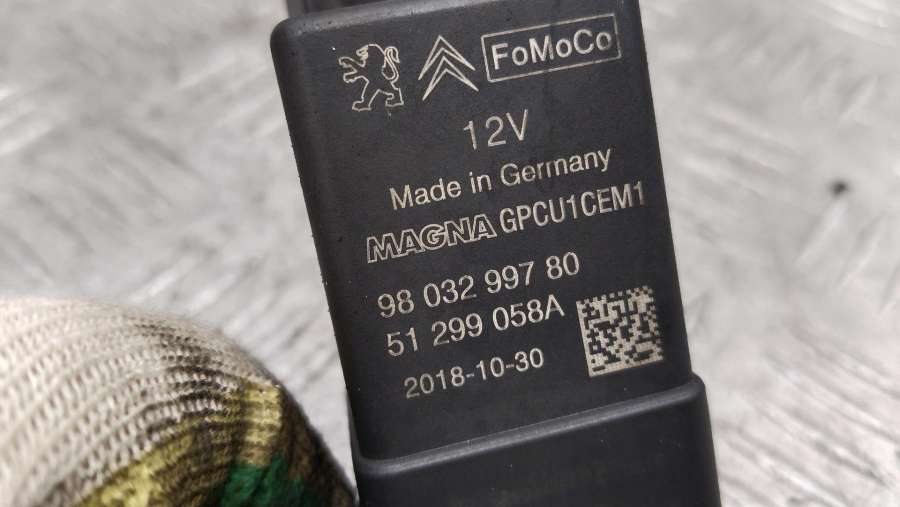 FoMoCo
12V
Made in Germany
MAGNA GPCU1CEM1
98 032 997 80
51 299 058A
2018-10-30